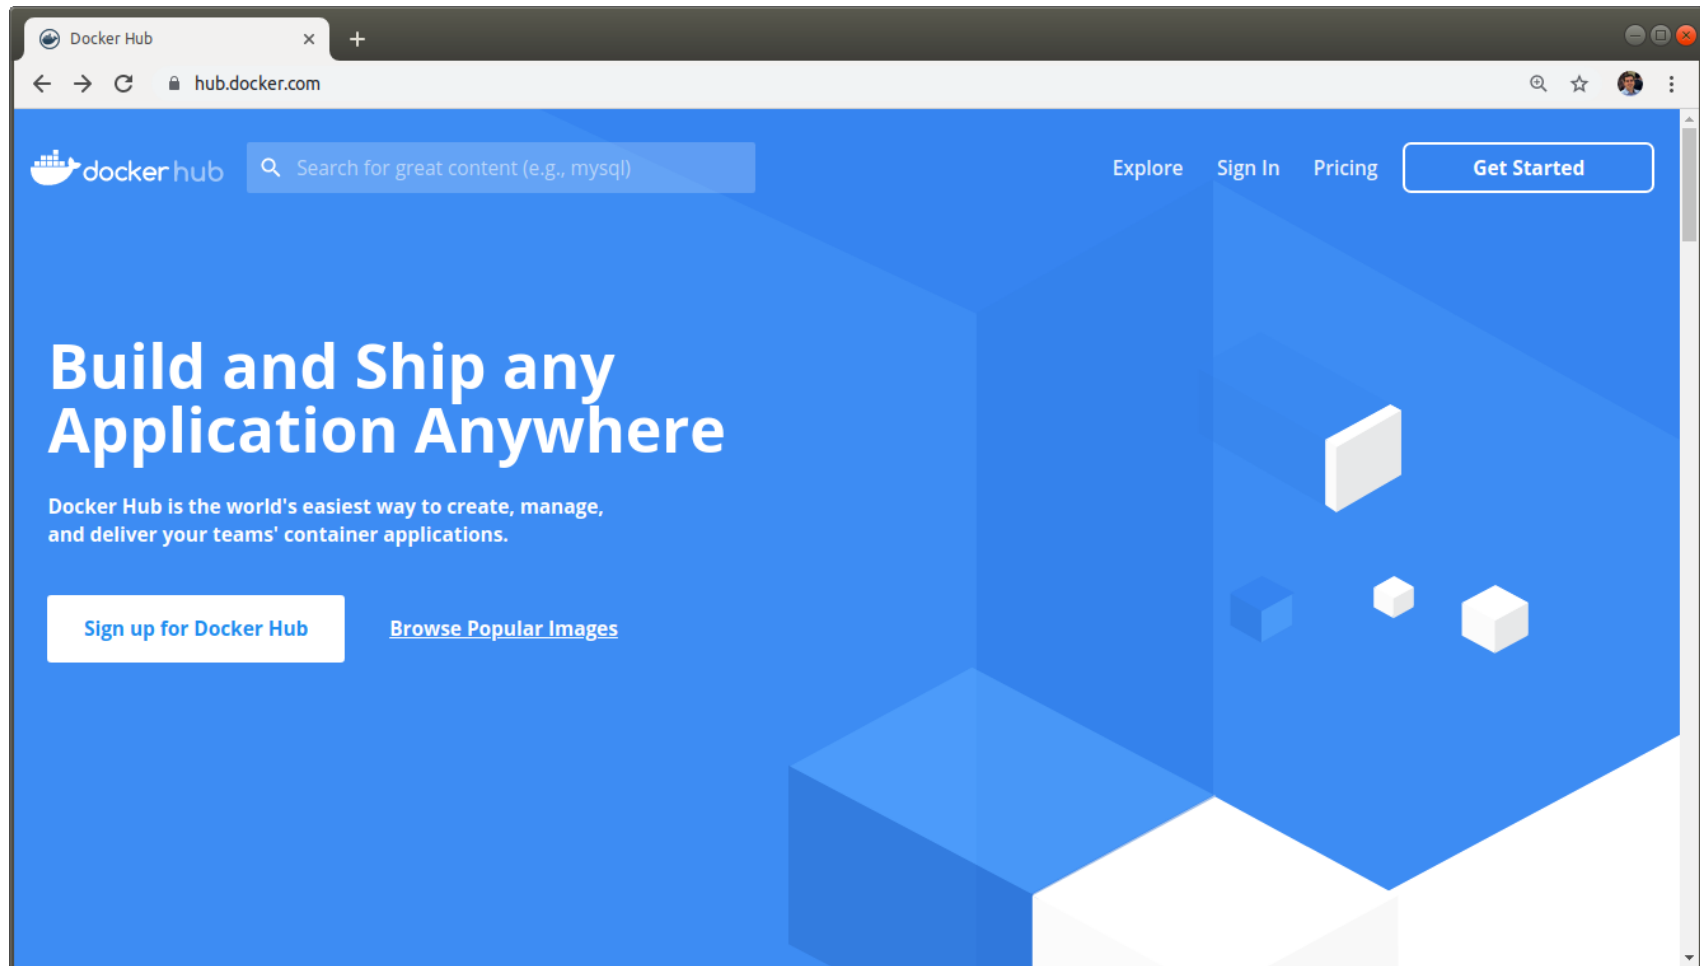 Docker Hub
hub.docker.com
docker hub
Search for great content (e.g., mysql)
Explore
Sign In
Pricing
Get Started
Build and Ship any
Application Anywhere
Docker Hub is the world's easiest way to create, manage,
and deliver your teams' container applications.
Sign up for Docker Hub
Browse Popular Images